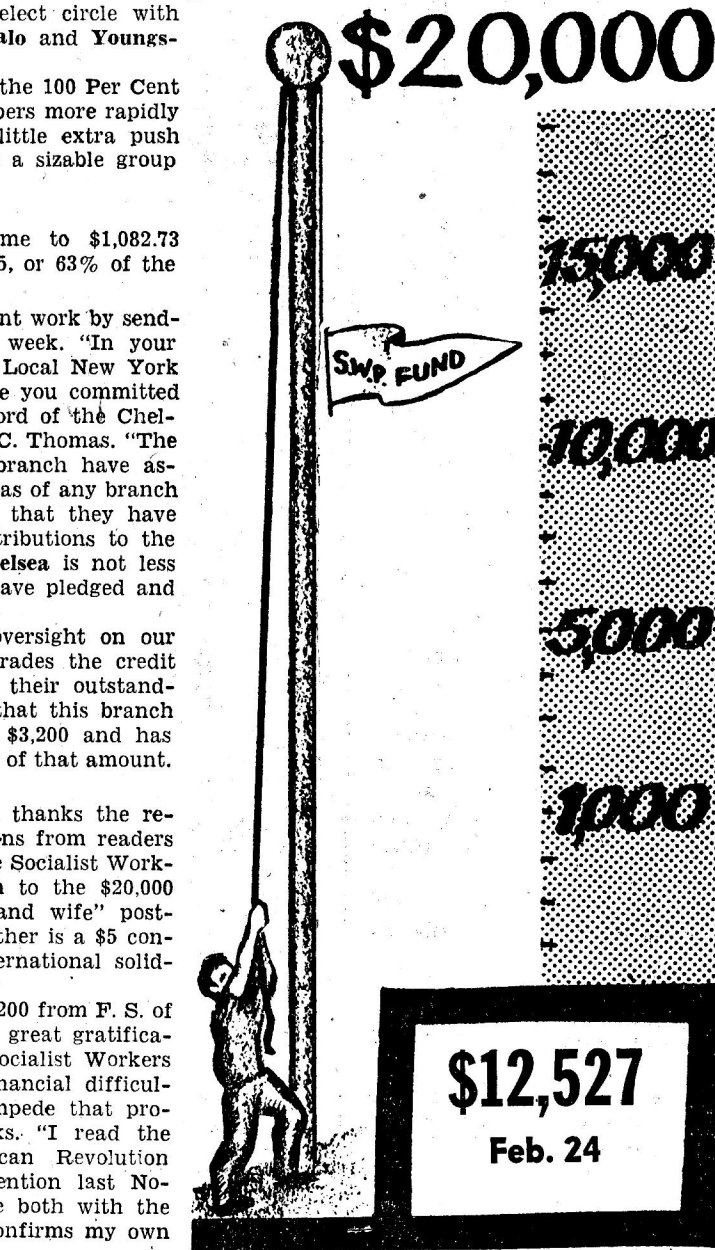 elect circle with
alo and Youngs-
the 100 Per Cent
bers more rapidly
little extra push
a sizable group
me to $1,082.73
5, or 63% of the
nt work by send-
week. “In your
Local New York
e you committed
ord of the Chel-
C. Thomas. “The
branch have as-
as of any branch
that they have
tributions to the
elsea is not less
ave pledged and
oversight on our
rades the credit
their outstand-
that this branch
$3,200 and has
of that amount.
thanks the re-
ns from readers
e Socialist Work-
to the $20,000
and wife” post-
ther is a $5 con-
ernational solid-
200 from F. S. of
great gratifica-
ocialist Workers
nancial difficul-
mpede that pro-
ks. “I read the
can Revolution
ention last No-
e both with the
onfirms my own
$20,000
15,000
S.W.P. FUND
10,000
5,000
1,000
$12,527
Feb. 24